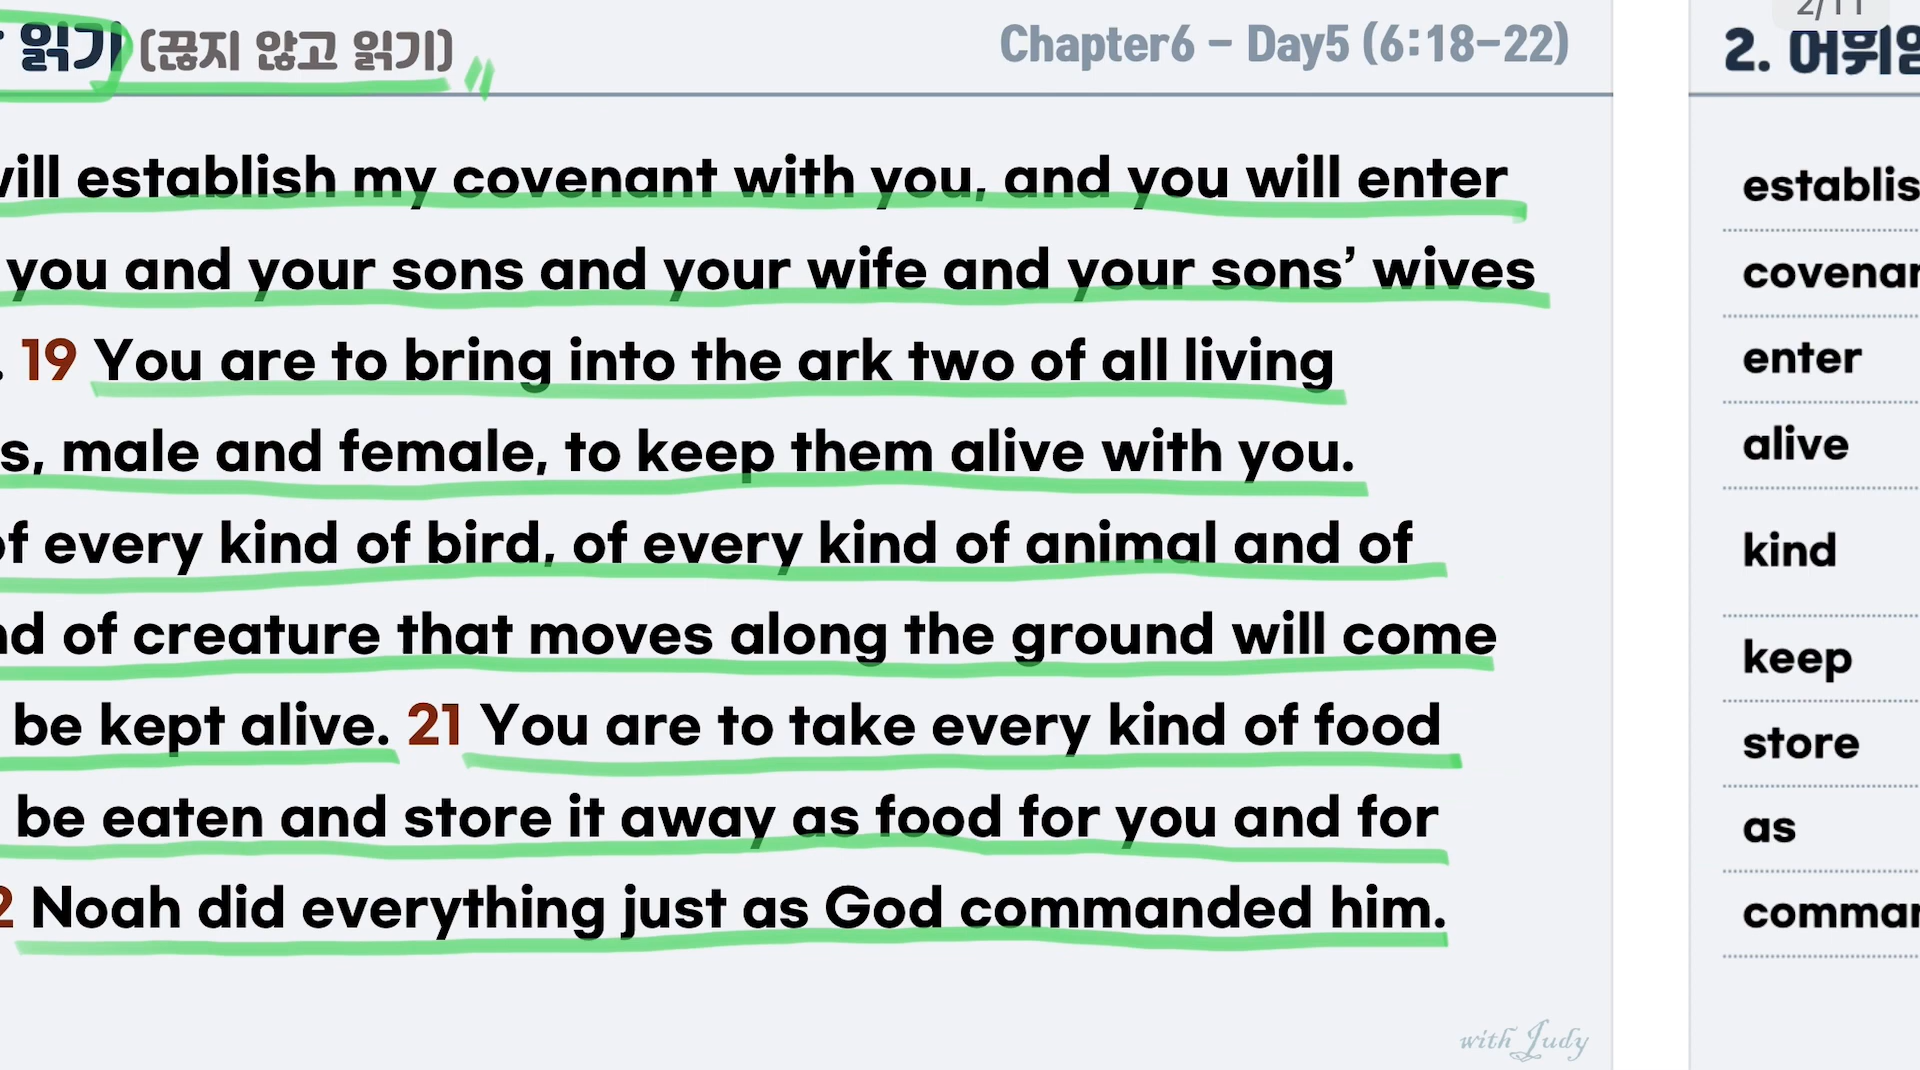 읽기 (끊지 않고 읽기)
Chapter6 – Day5 (6:18-22)
will establish my covenant with you, and you will enter
you and your sons and your wife and your sons’ wives
. 19 You are to bring into the ark two of all living
s, male and female, to keep them alive with you.
of every kind of bird, of every kind of animal and of
nd of creature that moves along the ground will come
be kept alive. 21 You are to take every kind of food
be eaten and store it away as food for you and for
2 Noah did everything just as God commanded him.
with Judy
2/11
2. 어휘
establis
covenan
enter
alive
kind
keep
store
as
comman